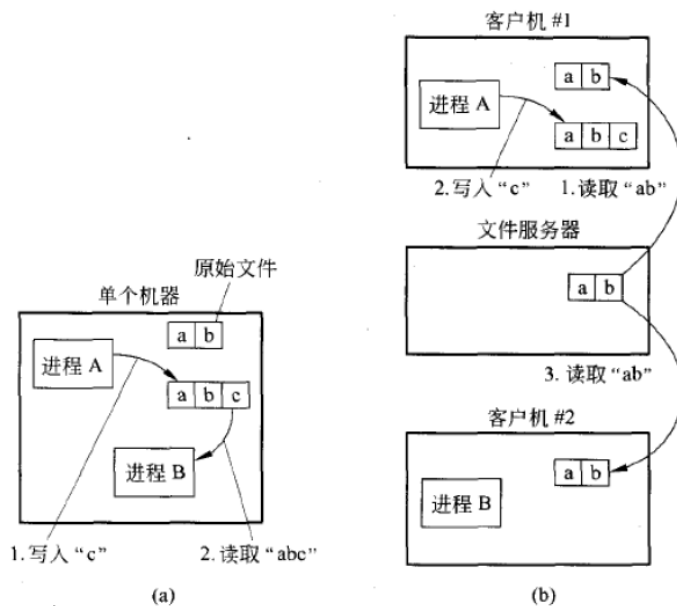 单个机器
原始文件
a b
进程 A
a b c
进程 B
1.写入“c”
2.读取“abc”
(a)
客户机 #1
a b
进程 A
a b c
2.写入“c”
1.读取“ab”
文件服务器
a b
3.读取“ab”
客户机 #2
a b
进程 B
(b)